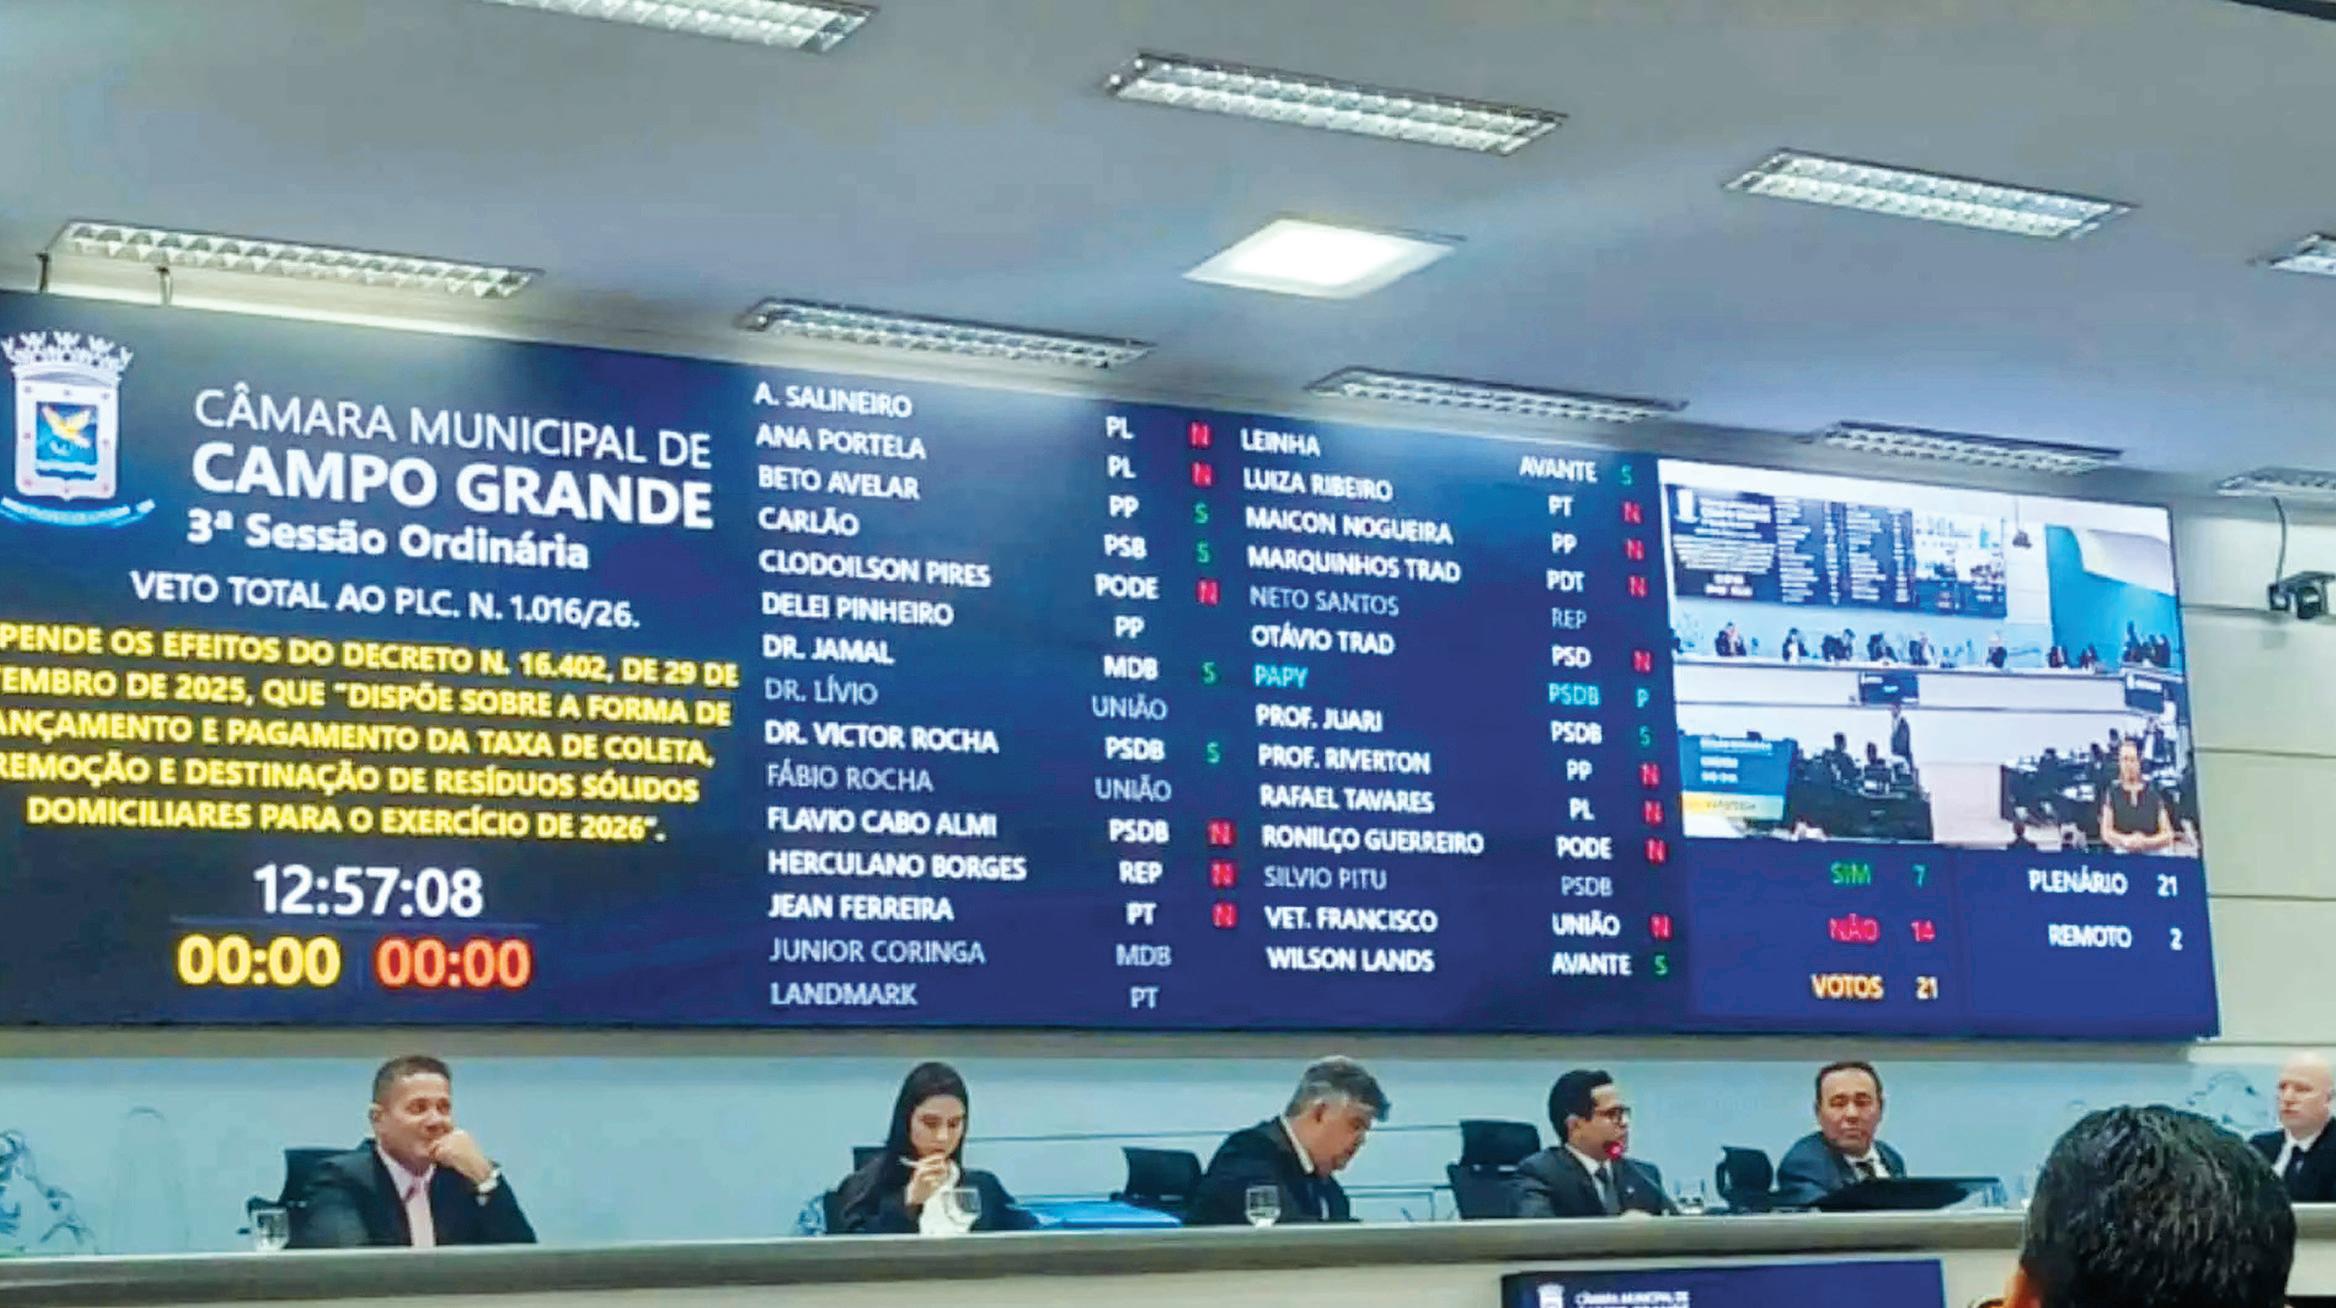 CÂMARA MUNICIPAL DE
CAMPO GRANDE
3ª Sessão Ordinária
VETO TOTAL AO PLC. N. 1.016/26.
PENDE OS EFEITOS DO DECRETO N. 16.402, DE 29 DE
EMBRO DE 2025, QUE "DISPÕE SOBRE A FORMA DE
ANÇAMENTO E PAGAMENTO DA TAXA DE COLETA,
REMOÇÃO E DESTINAÇÃO DE RESÍDUOS SÓLIDOS
DOMICILIARES PARA O EXERCÍCIO DE 2026".
12:57:08
00:00 00:00
A. SALINEIRO PL N
ANA PORTELA PL N
BETO AVELAR PP S
CARLÃO PSB S
CLODOILSON PIRES PODE N
DELEI PINHEIRO PP
DR. JAMAL MDB S
DR. LÍVIO UNIÃO
DR. VICTOR ROCHA PSDB S
FÁBIO ROCHA UNIÃO
FLAVIO CABO ALMI PSDB N
HERCULANO BORGES REP N
JEAN FERREIRA PT N
JUNIOR CORINGA MDB
LANDMARK PT
LEINHA AVANTE S
LUIZA RIBEIRO PT N
MAICON NOGUEIRA PP N
MARQUINHOS TRAD PDT N
NETO SANTOS REP
OTÁVIO TRAD PSD N
PAPY PSDB P
PROF. JUARI PSDB S
PROF. RIVERTON PP N
RAFAEL TAVARES PL N
RONILÇO GUERREIRO PODE N
SILVIO PITU PSDB
VET. FRANCISCO UNIÃO N
WILSON LANDS AVANTE S
SIM 7
NÃO 14
VOTOS 21
PLENÁRIO 21
REMOTO 2
CÂMARA MUNICIPAL DE